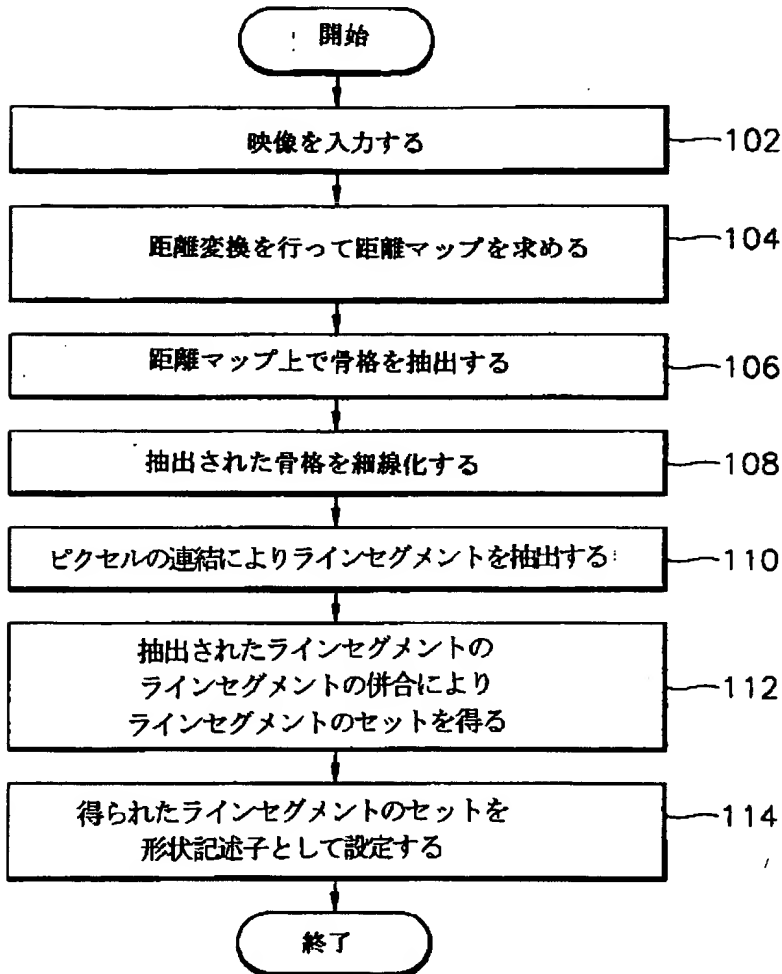 開始
映像を入力する
102
距離変換を行って距離マップを求める
104
距離マップ上で骨格を抽出する
106
抽出された骨格を細線化する
108
ピクセルの連結によりラインセグメントを抽出する
110
抽出されたラインセグメントの
ラインセグメントの併合により
ラインセグメントのセットを得る
112
得られたラインセグメントのセットを
形状記述子として設定する
114
終了